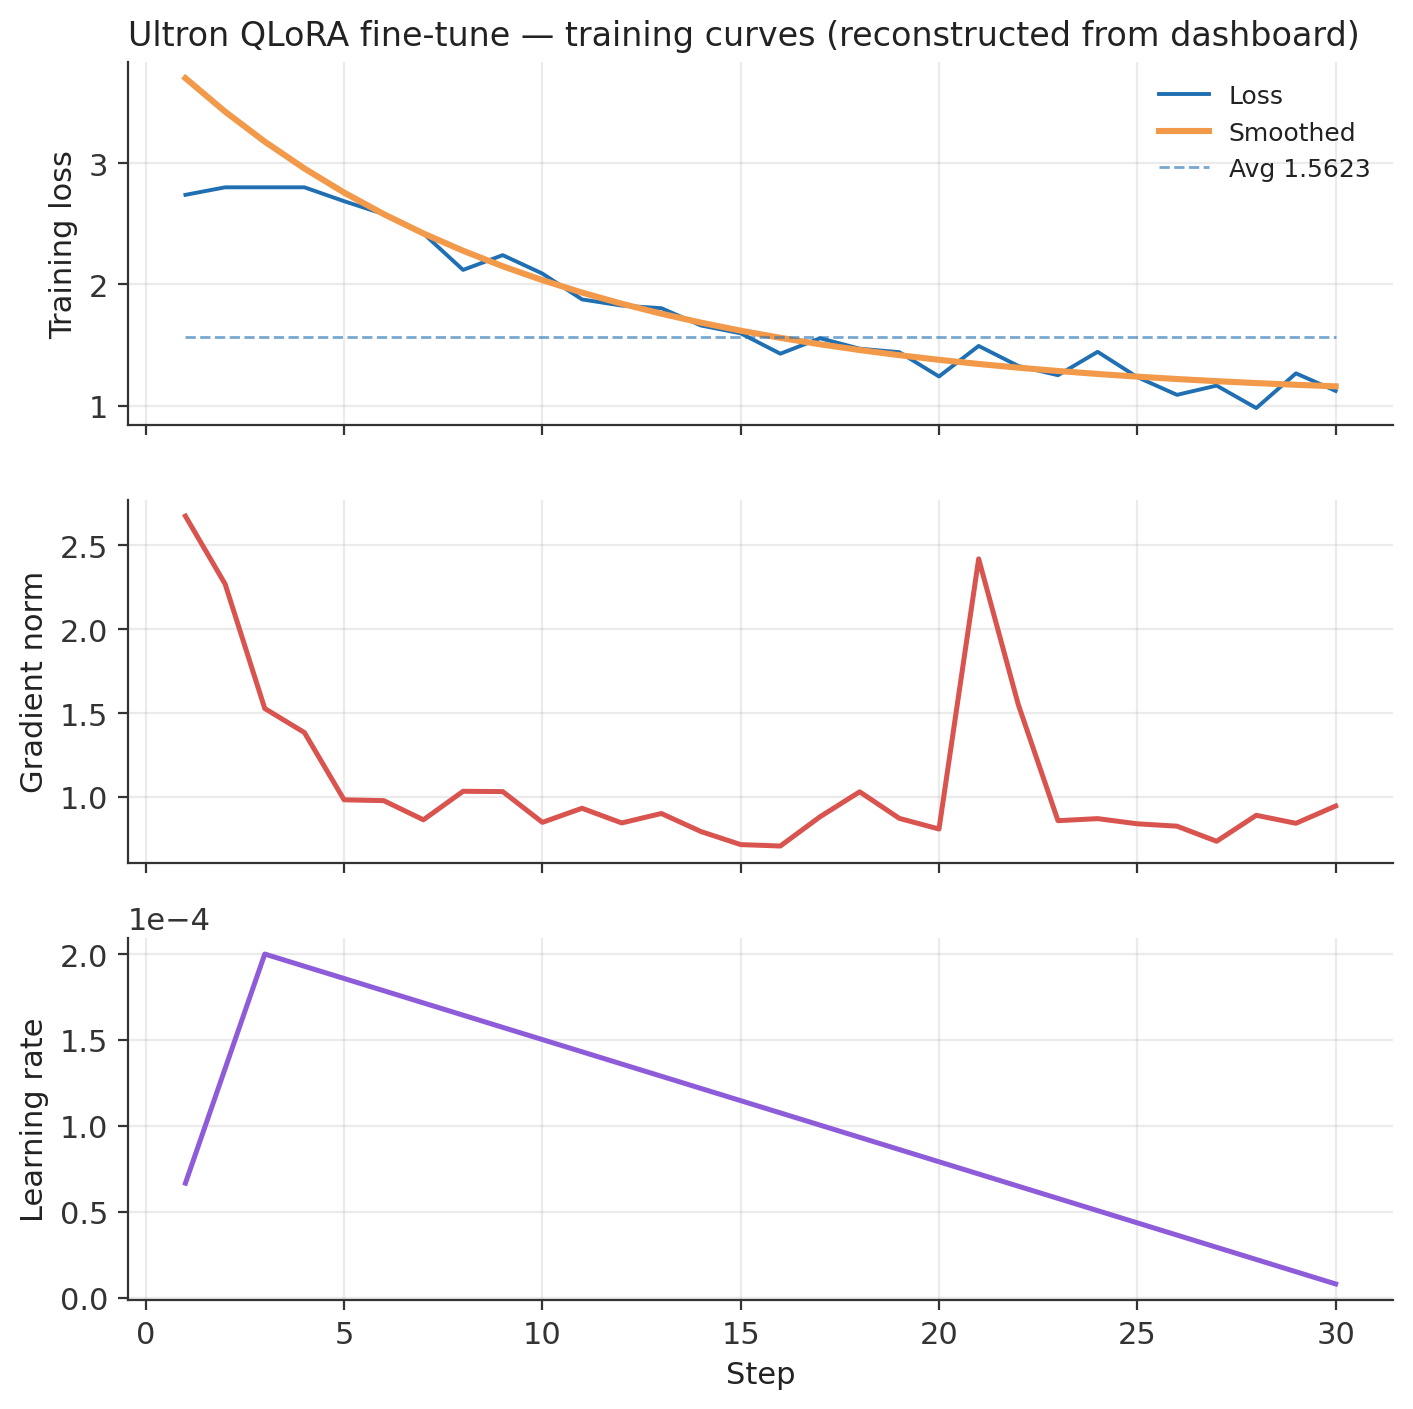 Ultron QLoRA fine-tune — training curves (reconstructed from dashboard)
Training loss
3
2
1
Loss
Smoothed
Avg 1.5623
Gradient norm
2.5
2.0
1.5
1.0
1e−4
Learning rate
2.0
1.5
1.0
0.5
0.0
0 5 10 15 20 25 30
Step